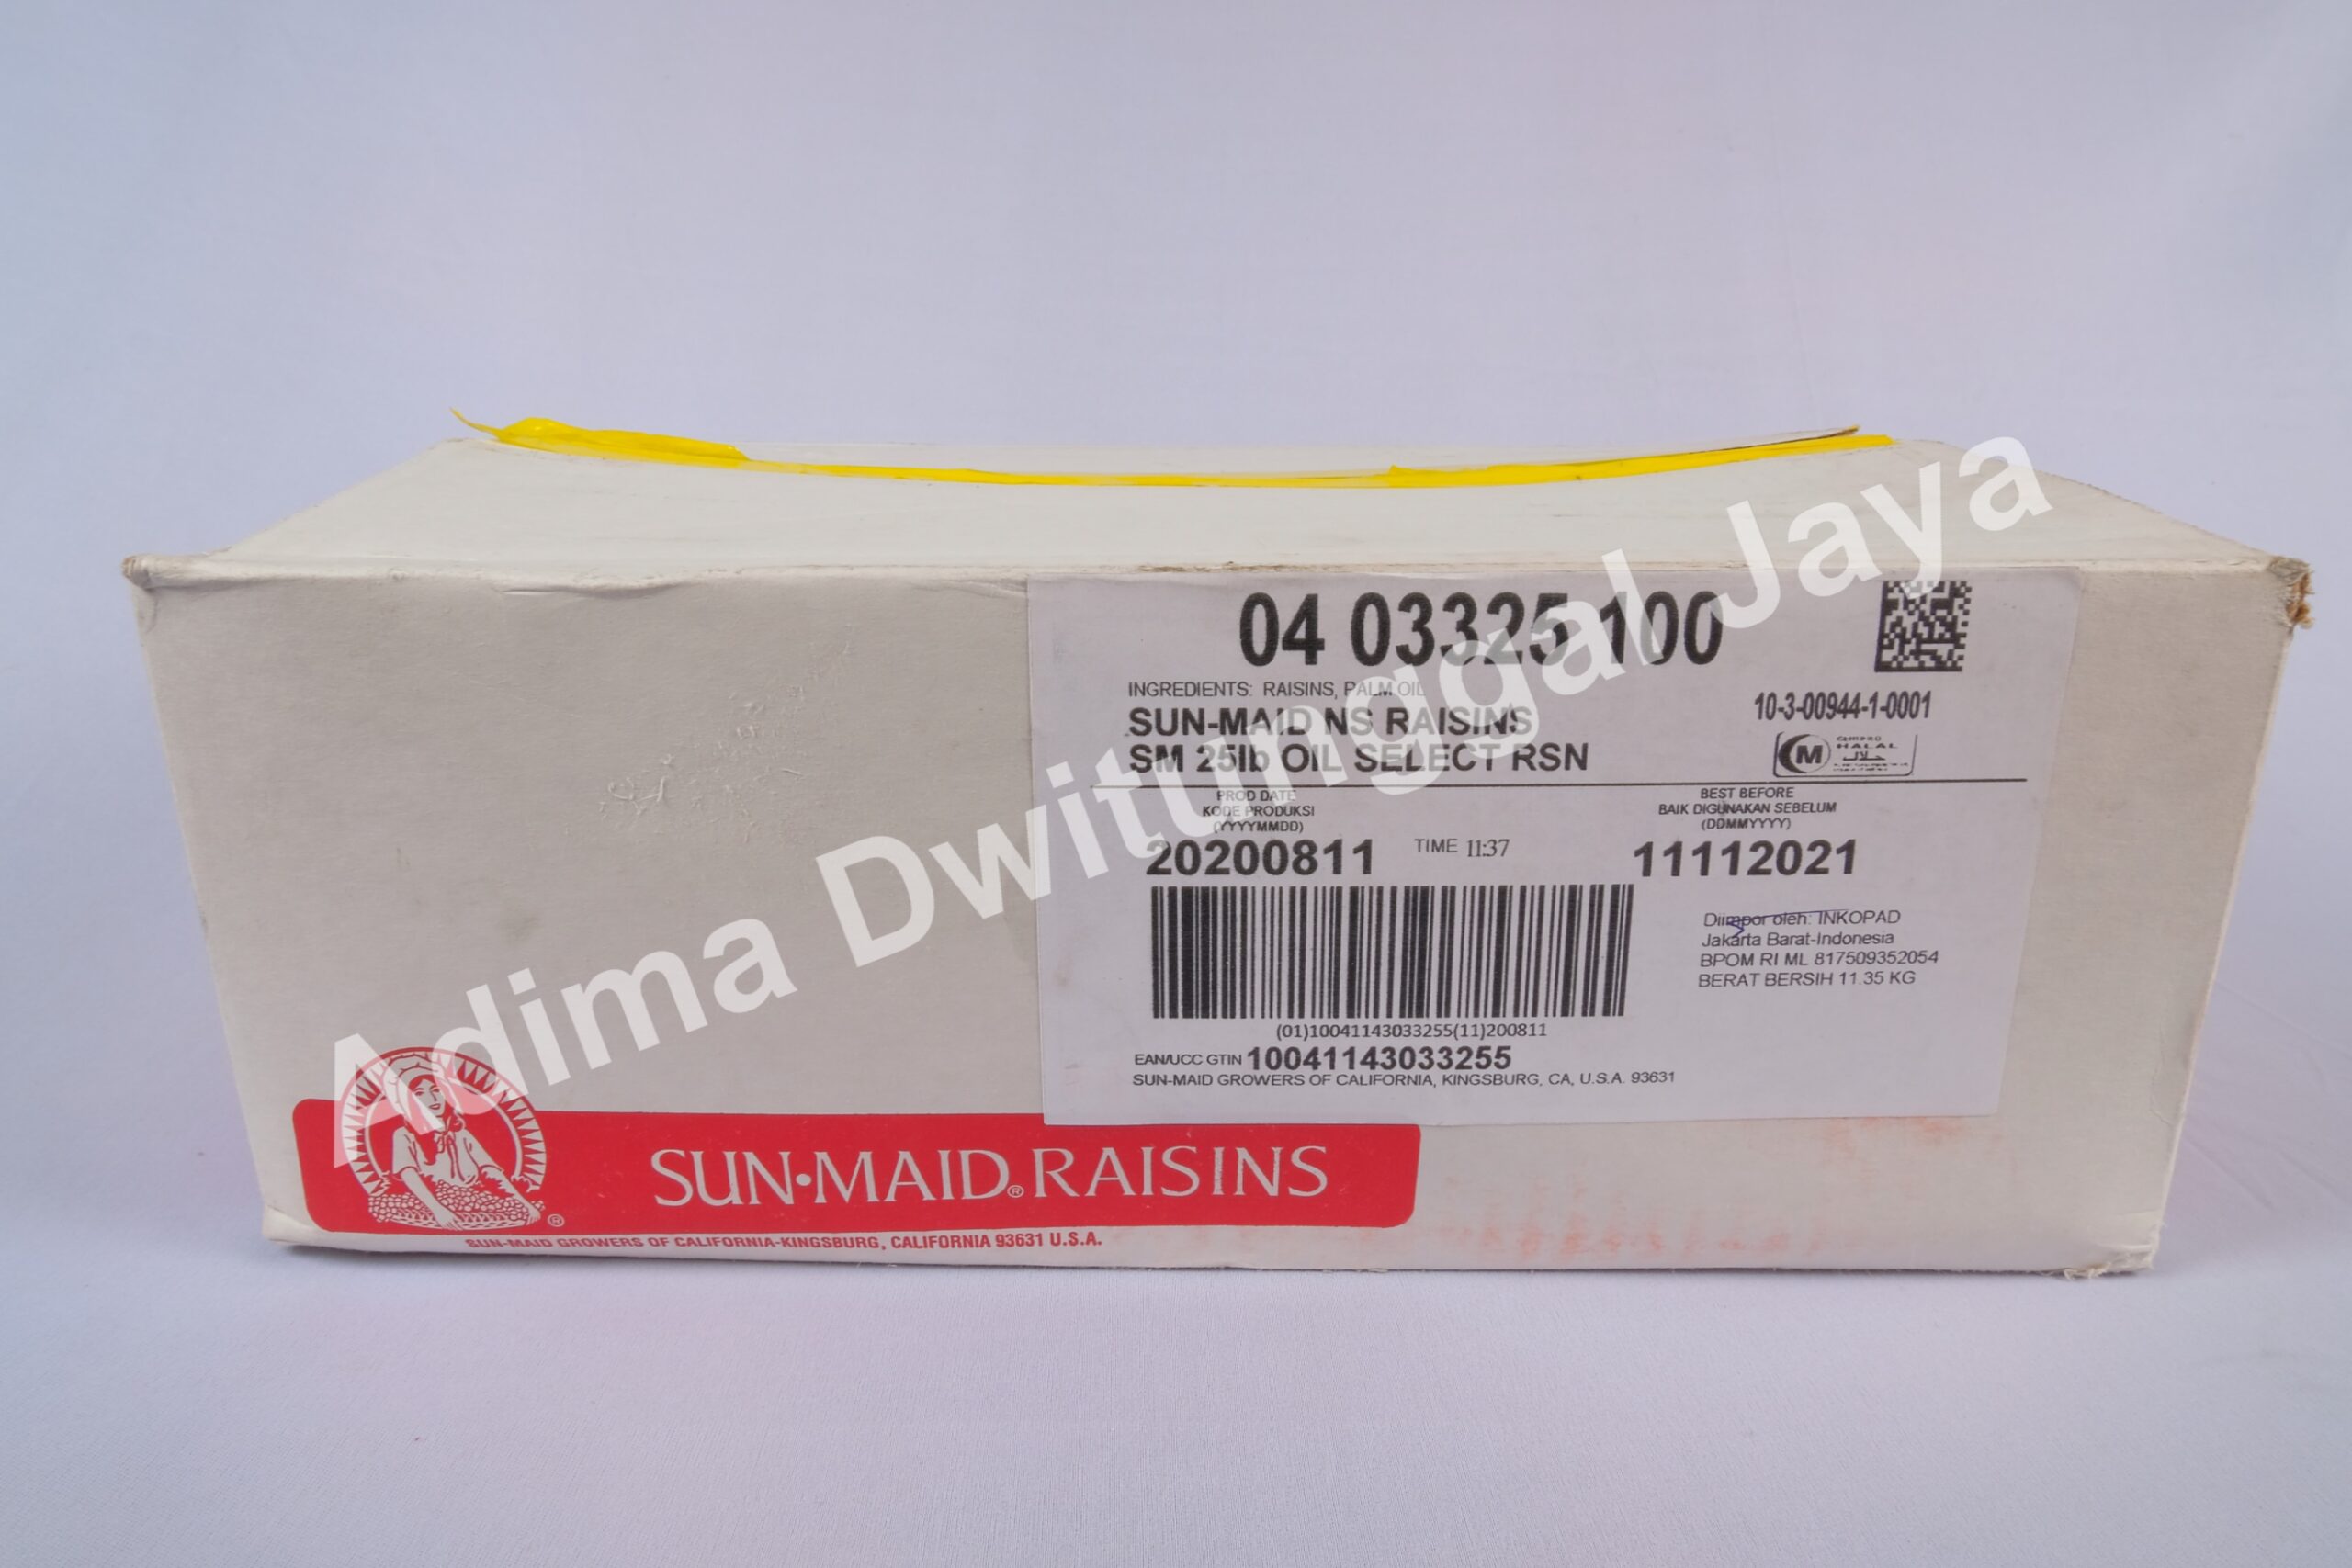 04 03325 100
INGREDIENTS: RAISINS, PALM OIL
SUN-MAID NS RAISINS
SM 25lb OIL SELECT RSN
10-3-00944-1-0001
M
HALAL
حلال
PROD DATE
KODE PRODUKSI
(YYYYMMDD)
20200811
TIME 11:37
BEST BEFORE
BAIK DIGUNAKAN SEBELUM
(DDMMYYYY)
11112021
Diimpor oleh: INKOPAD
Jakarta Barat-Indonesia
BPOM RI ML 817509352054
BERAT BERSIH 11.35 KG
(01)10041143033255(11)200811
EAN/UCC GTIN 10041143033255
SUN-MAID GROWERS OF CALIFORNIA, KINGSBURG, CA, U.S.A. 93631
SUN•MAID® RAISINS
®
SUN-MAID GROWERS OF CALIFORNIA-KINGSBURG, CALIFORNIA 93631 U.S.A.
Adima Dwitunggal Jaya